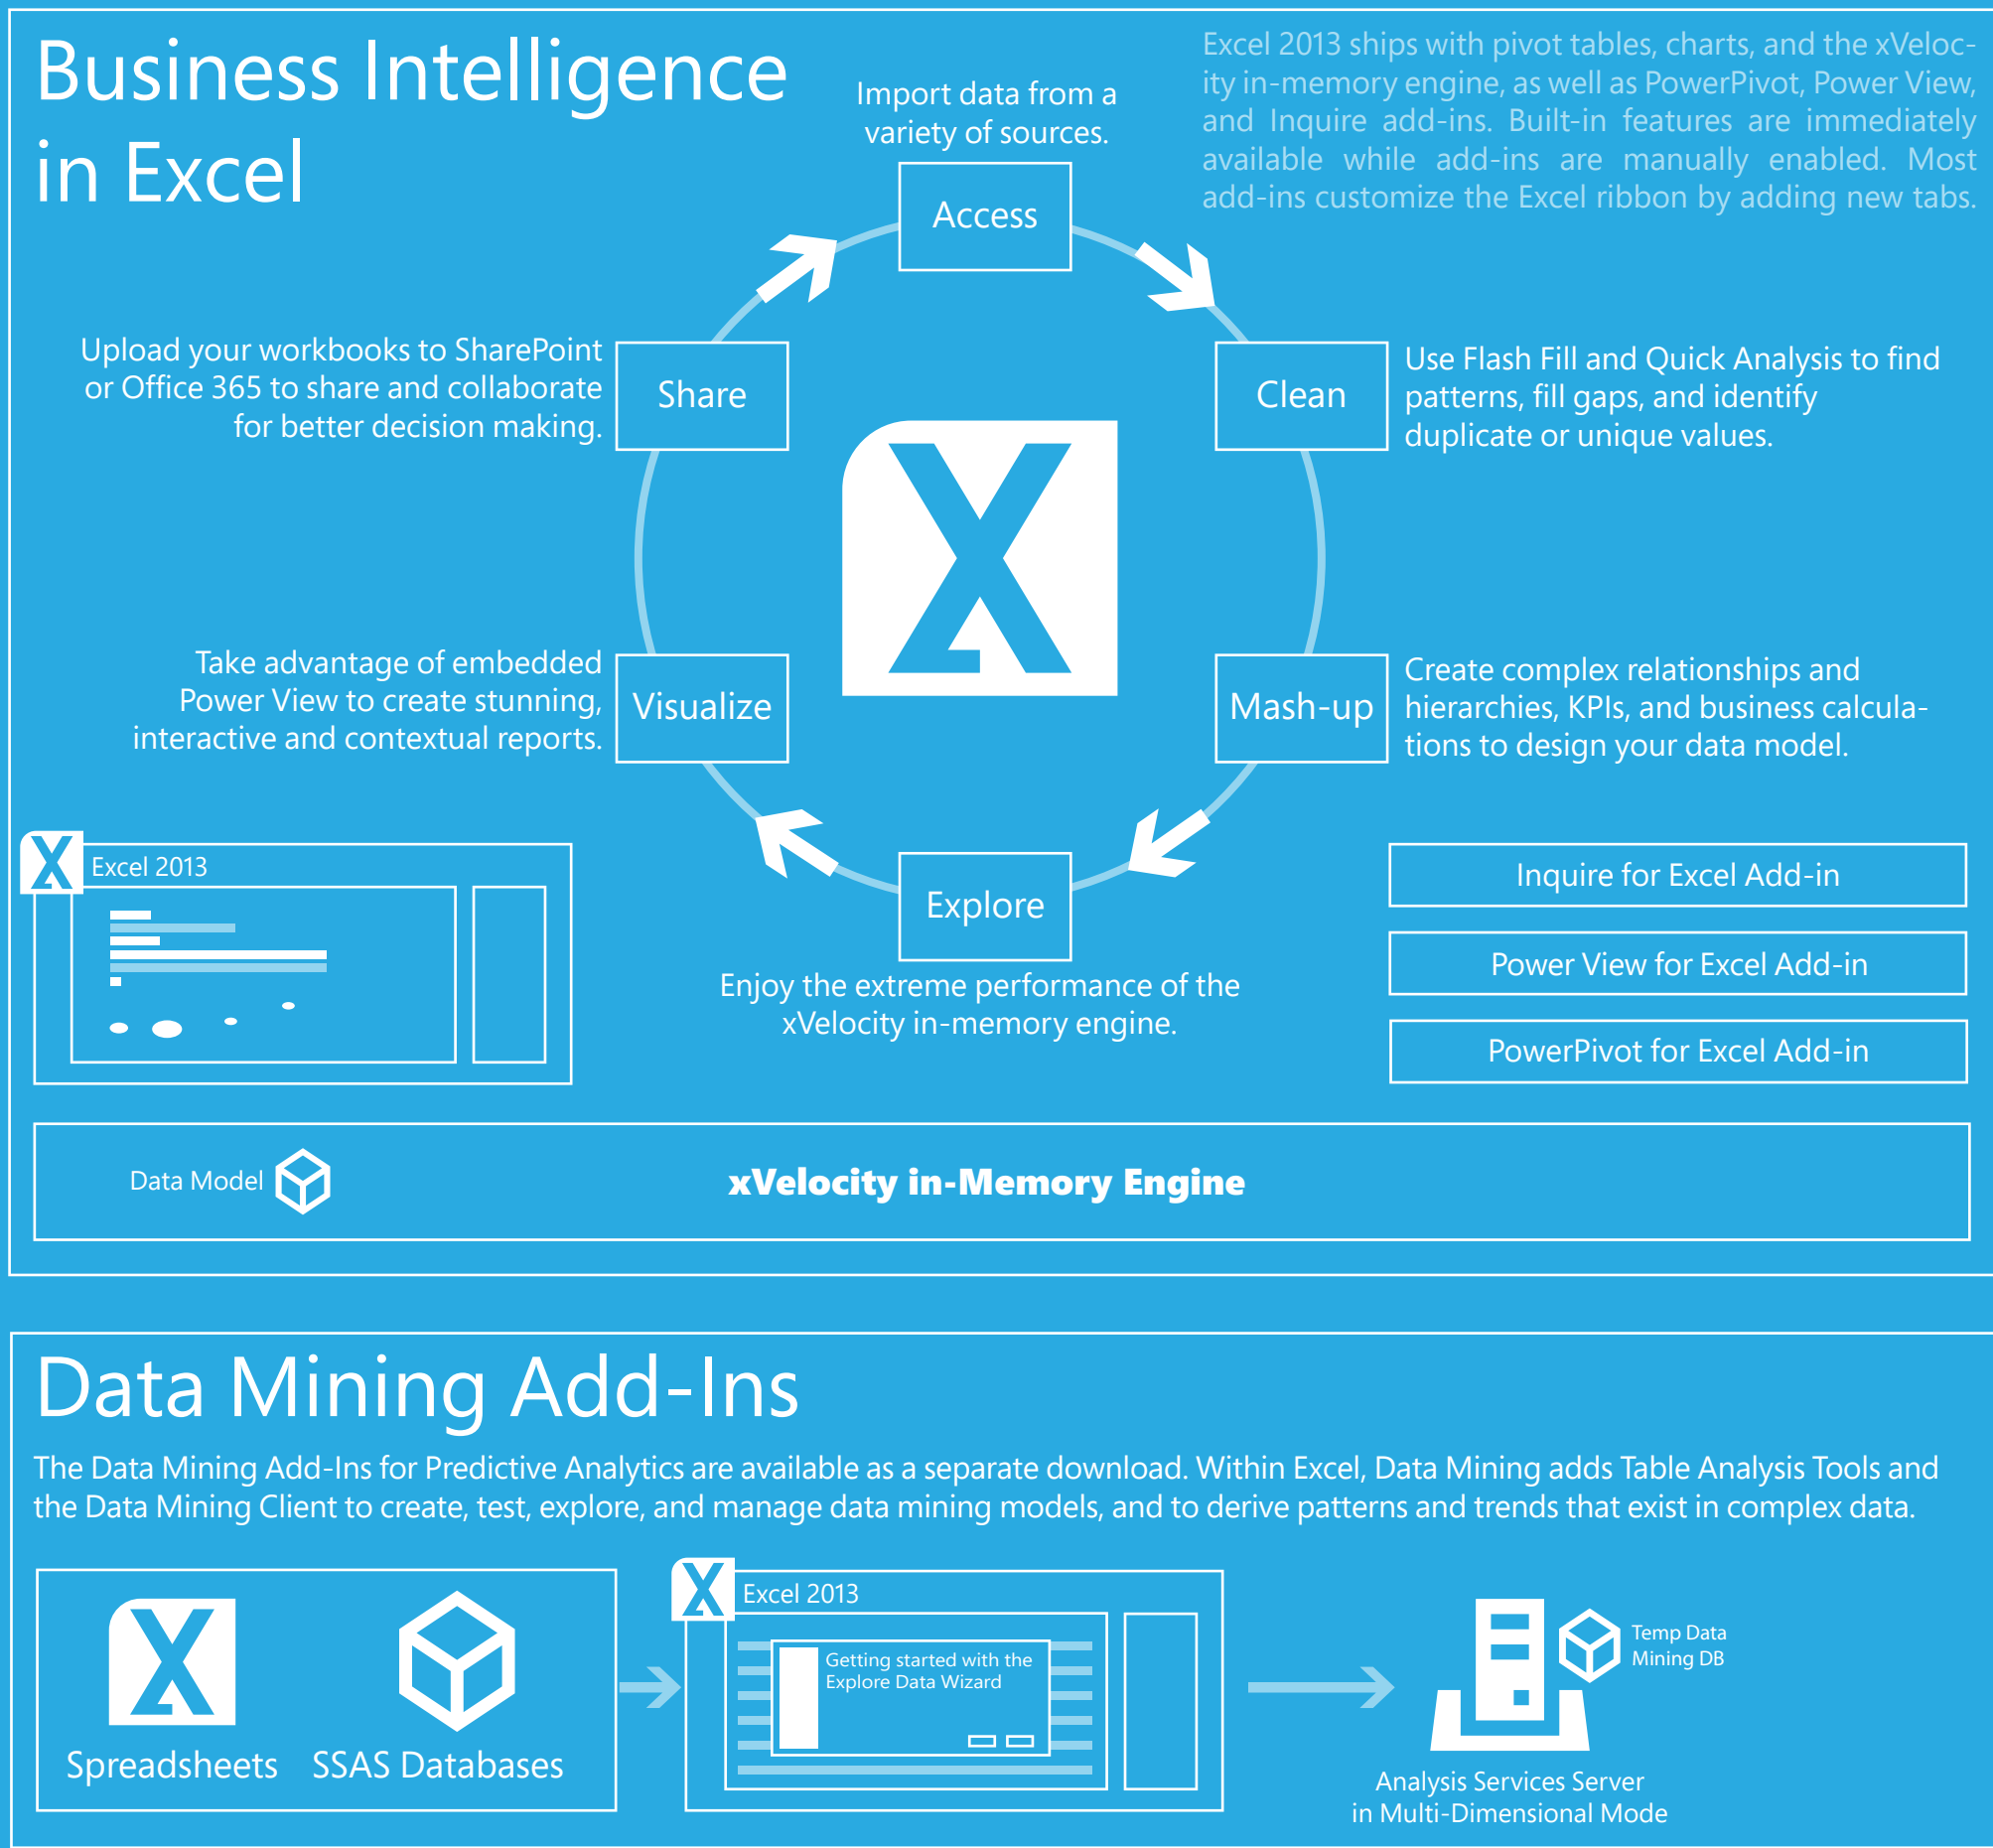 Business Intelligence
in Excel
Excel 2013 ships with pivot tables, charts, and the xVeloc-
ity in-memory engine, as well as PowerPivot, Power View,
and Inquire add-ins. Built-in features are immediately
available while add-ins are manually enabled. Most
add-ins customize the Excel ribbon by adding new tabs.
Import data from a
variety of sources.
Access
Upload your workbooks to SharePoint
or Office 365 to share and collaborate
for better decision making.
Share
Clean
Use Flash Fill and Quick Analysis to find
patterns, fill gaps, and identify
duplicate or unique values.
Take advantage of embedded
Power View to create stunning,
interactive and contextual reports.
Visualize
Mash-up
Create complex relationships and
hierarchies, KPIs, and business calcula-
tions to design your data model.
Explore
Enjoy the extreme performance of the
xVelocity in-memory engine.
Excel 2013
Inquire for Excel Add-in
Power View for Excel Add-in
PowerPivot for Excel Add-in
Data Model
xVelocity in-Memory Engine
Data Mining Add-Ins
The Data Mining Add-Ins for Predictive Analytics are available as a separate download. Within Excel, Data Mining adds Table Analysis Tools and
the Data Mining Client to create, test, explore, and manage data mining models, and to derive patterns and trends that exist in complex data.
Spreadsheets
SSAS Databases
Excel 2013
Getting started with the
Explore Data Wizard
Temp Data
Mining DB
Analysis Services Server
in Multi-Dimensional Mode